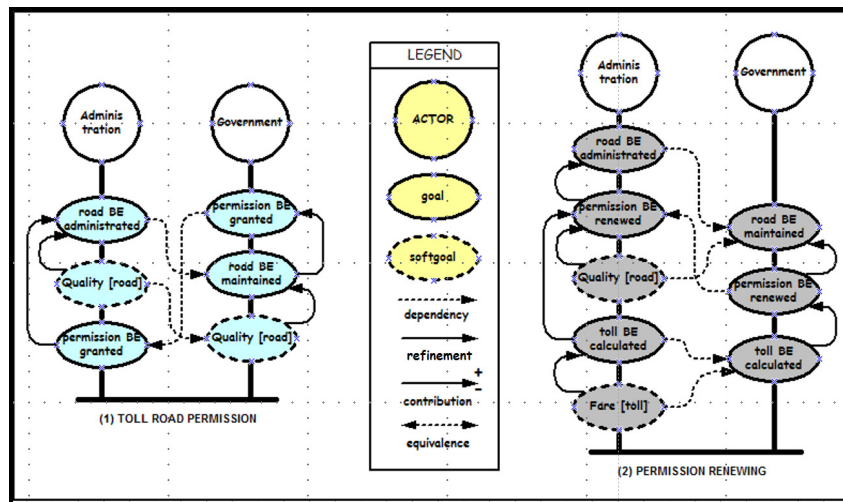 Adminis
tration
Government
road BE
administrated
Quality [road]
permission BE
granted
permission BE
granted
road BE
maintained
Quality [road]
(1) TOLL ROAD PERMISSION
LEGEND
ACTOR
goal
softgoal
dependency
refinement
+
-
contribution
equivalence
Adminis
tration
Government
road BE
administrated
permission BE
renewed
Quality [road]
toll BE
calculated
Fare [toll]
road BE
maintained
permission BE
renewed
toll BE
calculated
(2) PERMISSION RENEWING